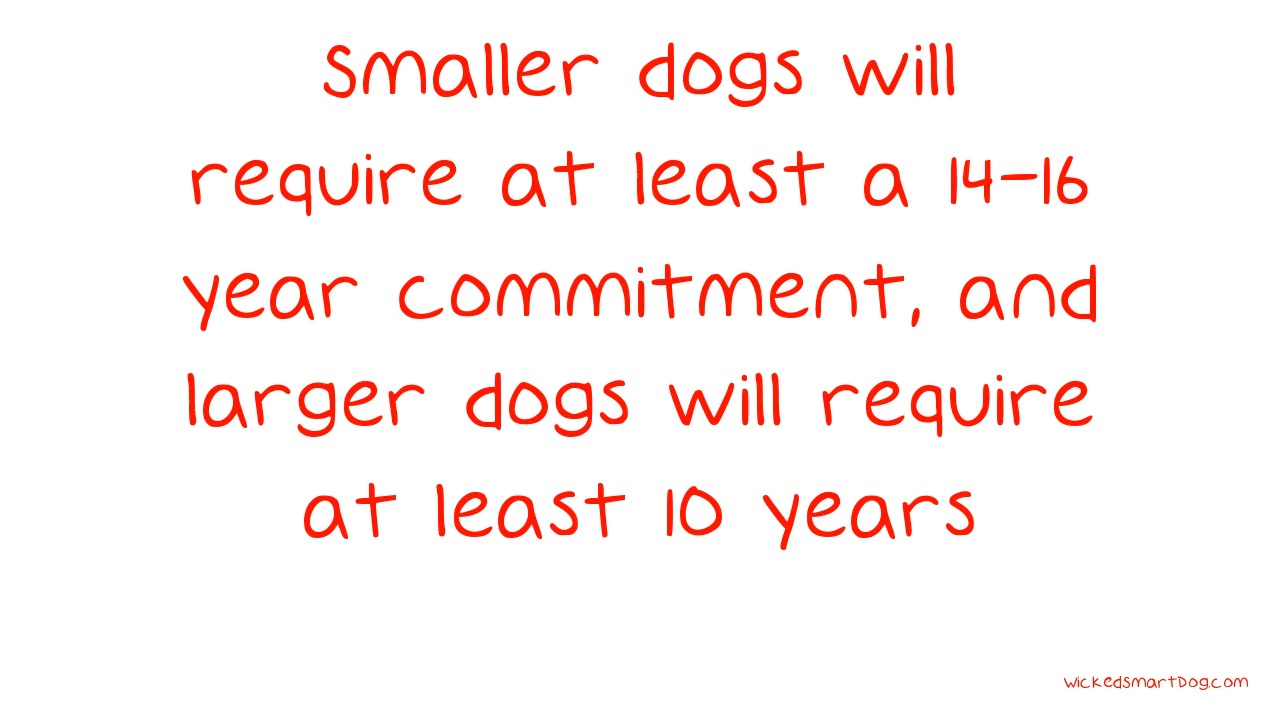 Smaller dogs will
require at least a 14-16
year commitment, and
larger dogs will require
at least 10 years
wickedsmartDog.com